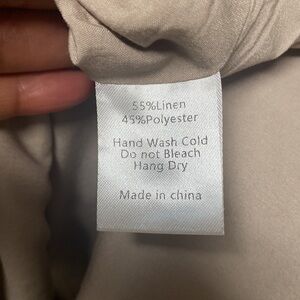 55%Linen
45%Polyester
Hand Wash Cold
Do not Bleach
Hang Dry
Made in china